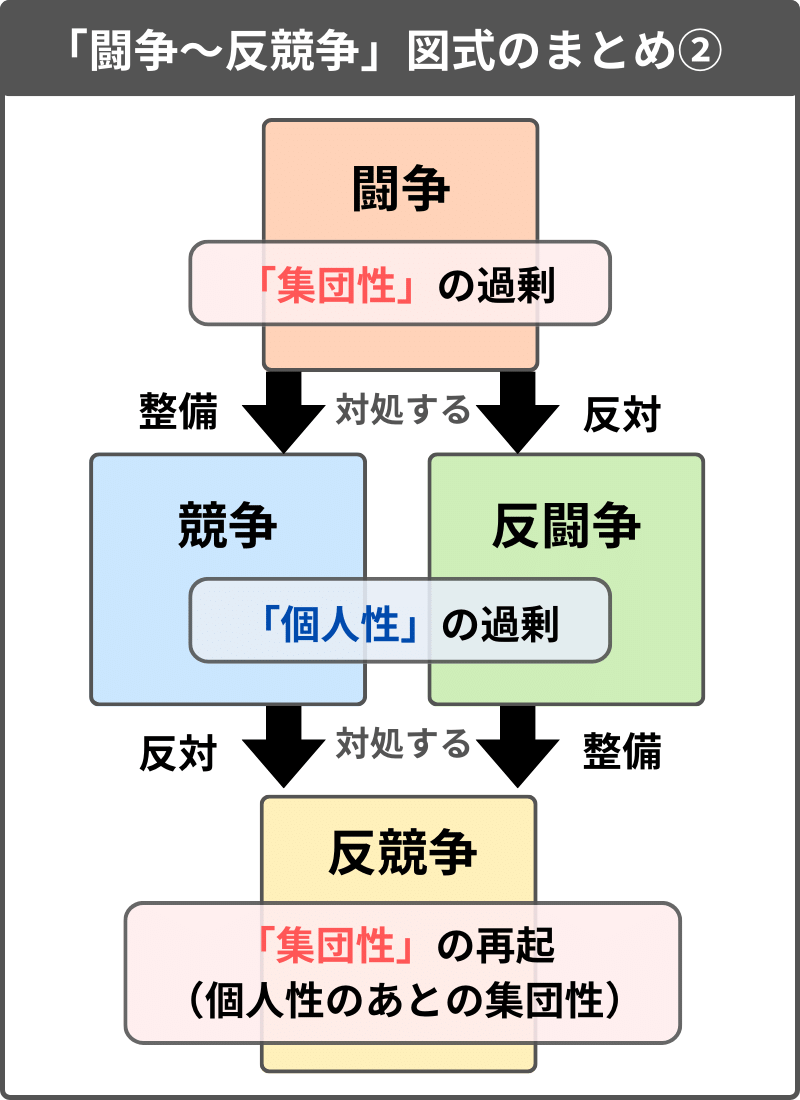 「闘争〜反競争」図式のまとめ②
闘争
「集団性」の過剰
整備
対処する
反対
競争
反闘争
「個人性」の過剰
反対
対処する
整備
反競争
「集団性」の再起
（個人性のあとの集団性）